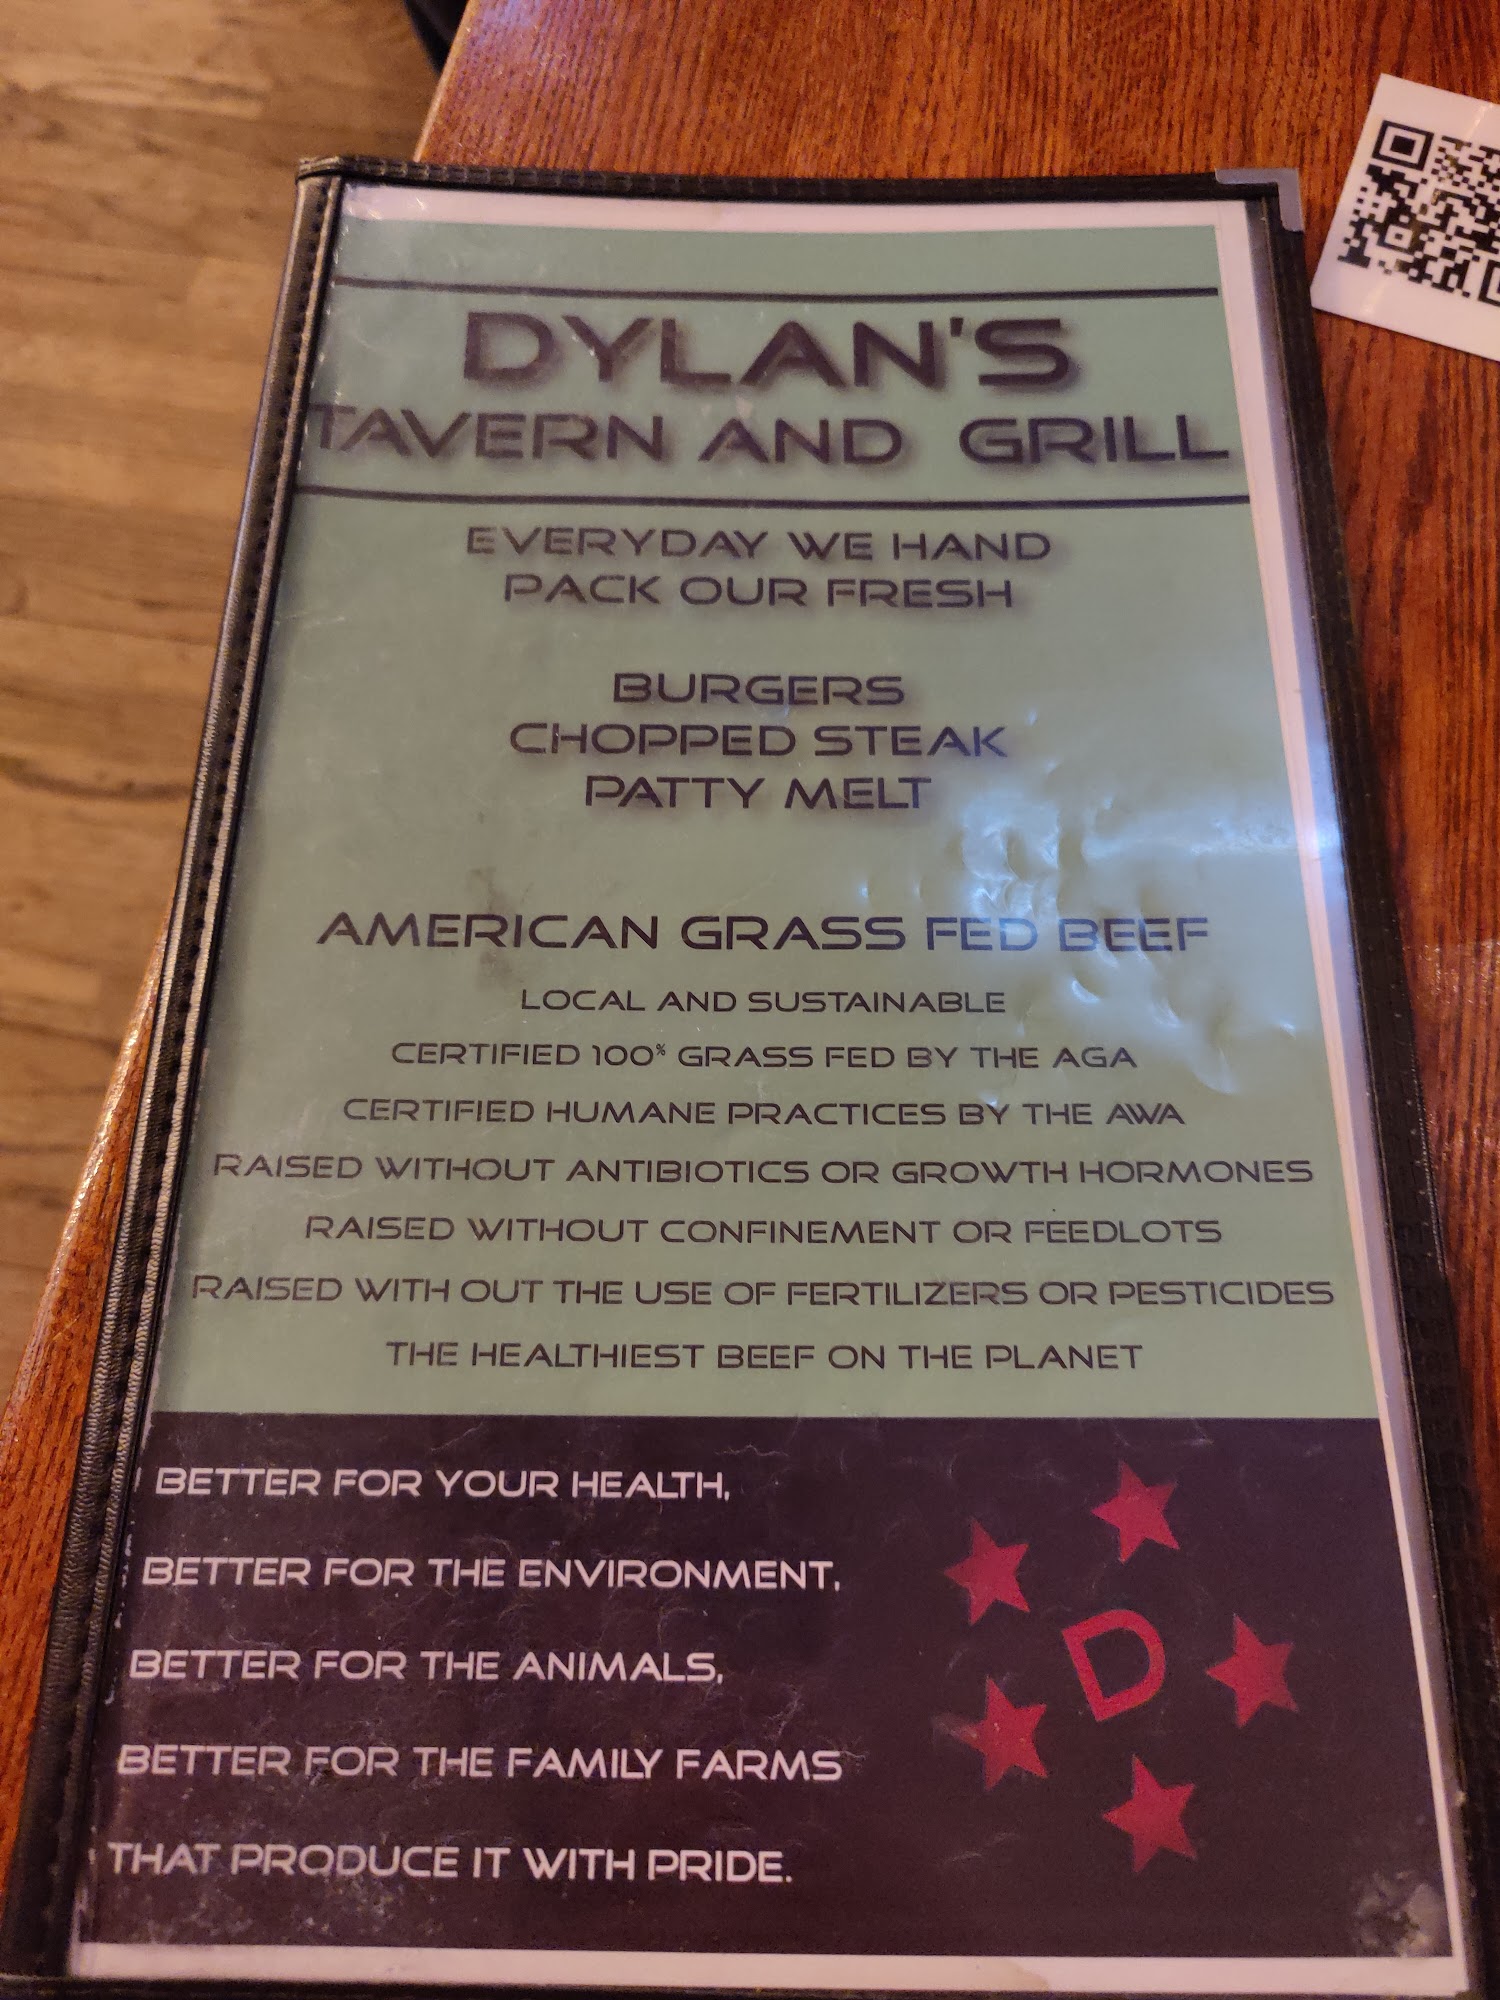 DYLAN'S
TAVERN AND GRILL
EVERYDAY WE HAND
PACK OUR FRESH
BURGERS
CHOPPED STEAK
PATTY MELT
AMERICAN GRASS FED BEEF
LOCAL AND SUSTAINABLE
CERTIFIED 100% GRASS FED BY THE AGA
CERTIFIED HUMANE PRACTICES BY THE AWA
RAISED WITHOUT ANTIBIOTICS OR GROWTH HORMONES
RAISED WITHOUT CONFINEMENT OR FEEDLOTS
RAISED WITH OUT THE USE OF FERTILIZERS OR PESTICIDES
THE HEALTHIEST BEEF ON THE PLANET
BETTER FOR YOUR HEALTH,
BETTER FOR THE ENVIRONMENT,
BETTER FOR THE ANIMALS,
BETTER FOR THE FAMILY FARMS
THAT PRODUCE IT WITH PRIDE.
D